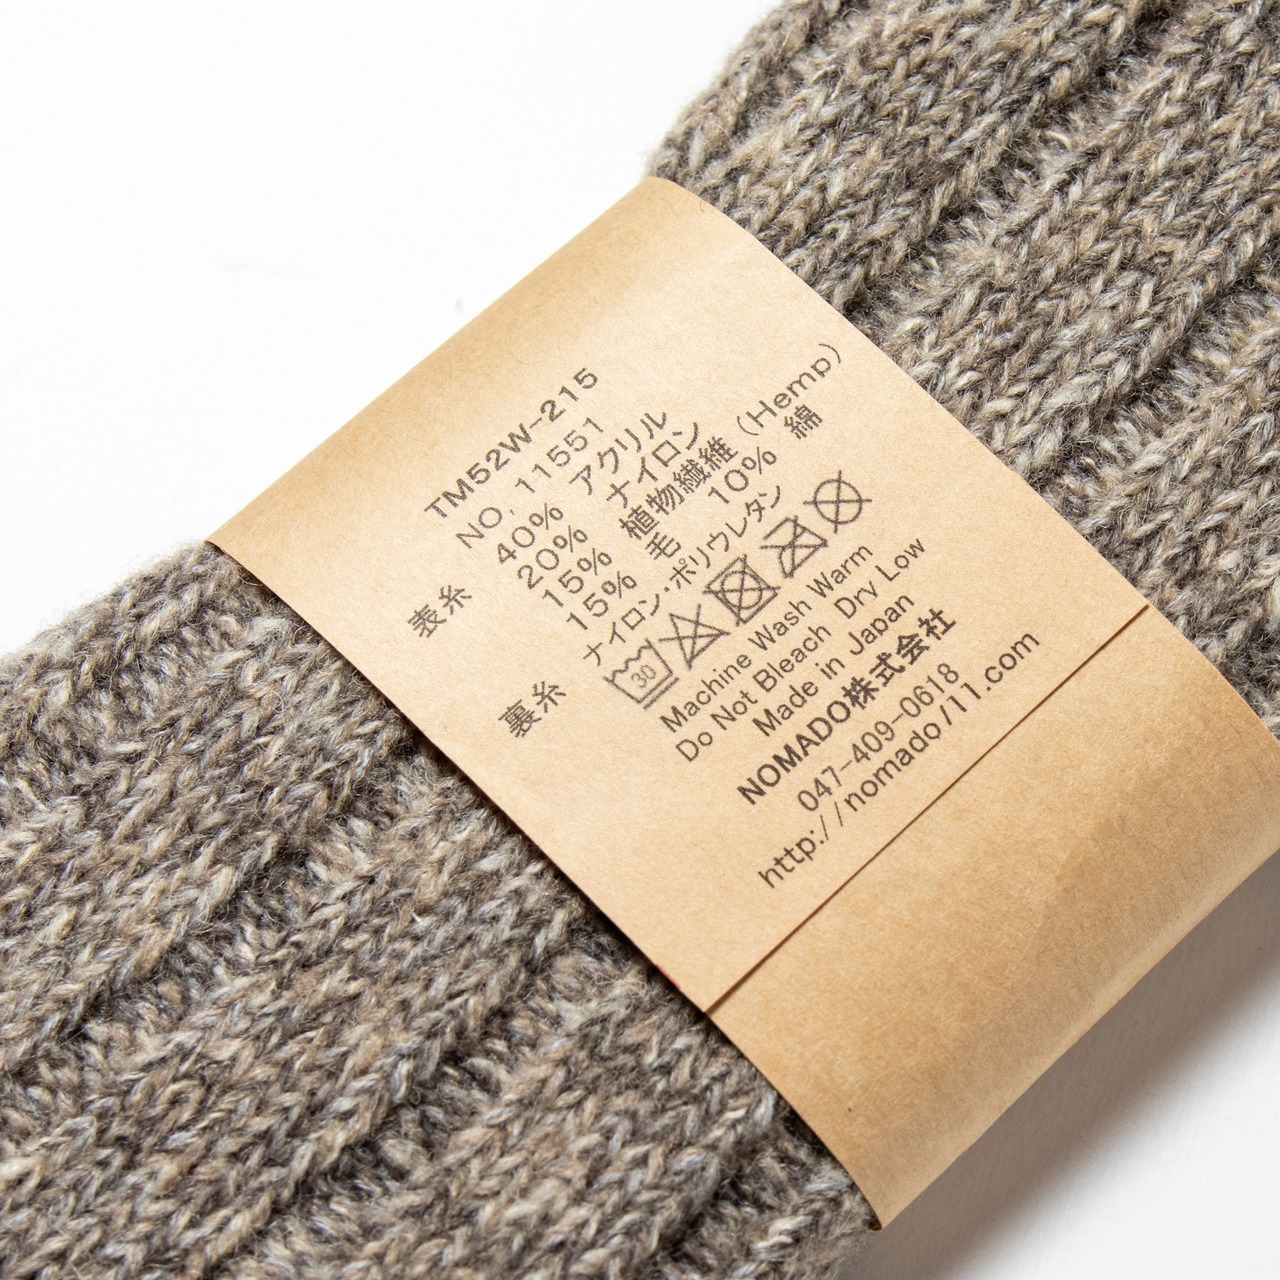 TM52W-215
NO. 11551
表糸 40% アクリル
20% ナイロン
15% 植物繊維 (Hemp)
15% 毛 10% 綿
裏糸 ナイロン・ポリウレタン
30
Machine Wash Warm
Do Not Bleach Dry Low
Made in Japan
NOMADO株式会社
047-409-0618
http://nomado/11.com